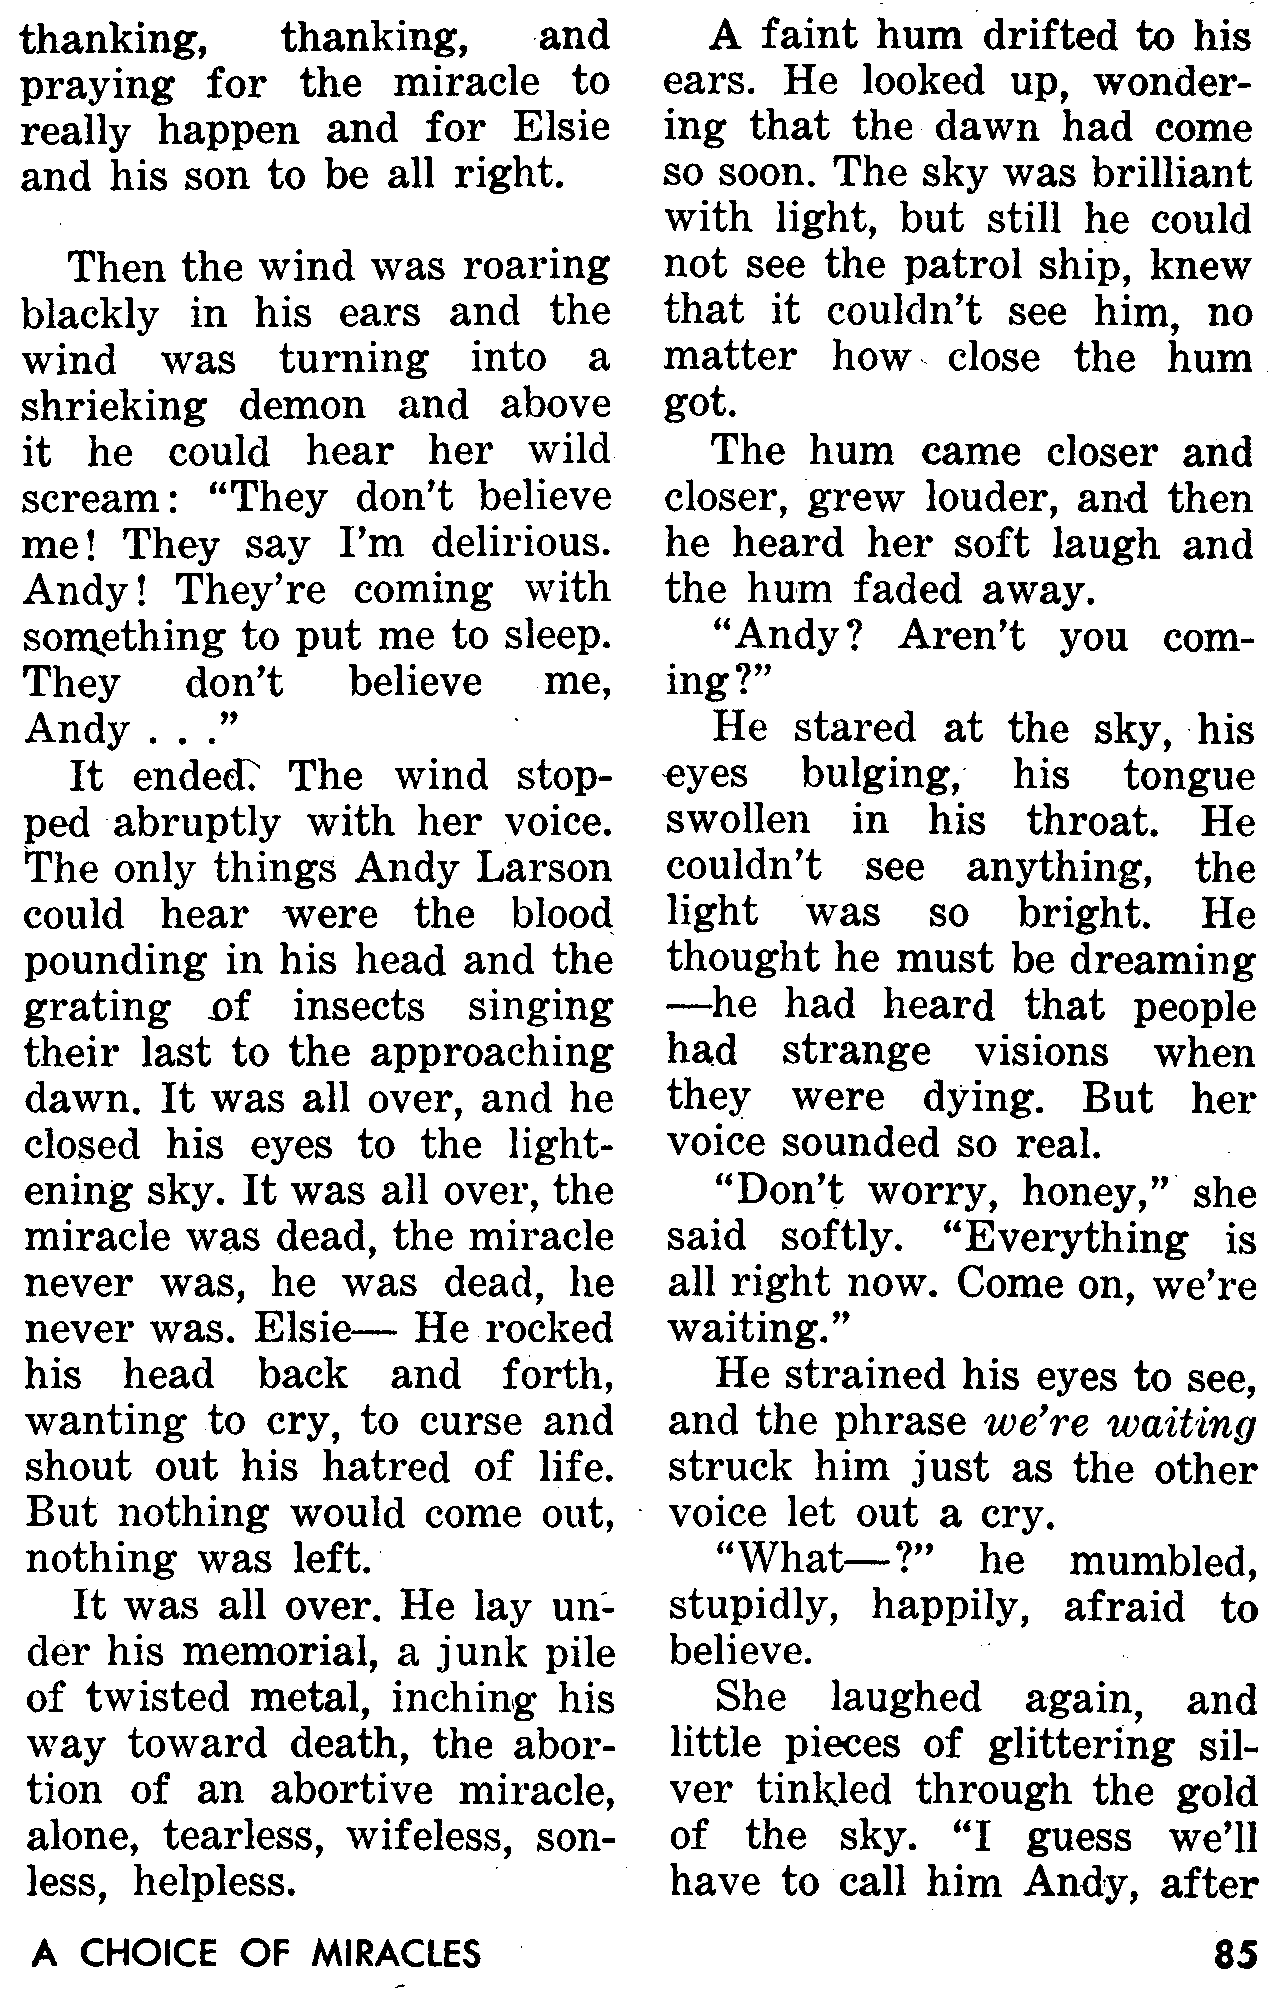 thanking, thanking, and
praying for the miracle to
really happen and for Elsie
and his son to be all right.
Then the wind was roaring
blackly in his ears and the
wind was turning into a
shrieking demon and above
it he could hear her wild
scream: “They don’t believe
me! They say I’m delirious.
Andy! They’re coming with
something to put me to sleep.
They don’t believe me,
Andy . . .”
It ended. The wind stop-
ped abruptly with her voice.
The only things Andy Larson
could hear were the blood
pounding in his head and the
grating of insects singing
their last to the approaching
dawn. It was all over, and he
closed his eyes to the light-
ening sky. It was all over, the
miracle was dead, the miracle
never was, he was dead, he
never was. Elsie— He rocked
his head back and forth,
wanting to cry, to curse and
shout out his hatred of life.
But nothing would come out,
nothing was left.
It was all over. He lay un-
der his memorial, a junk pile
of twisted metal, inching his
way toward death, the abor-
tion of an abortive miracle,
alone, tearless, wifeless, son-
less, helpless.
A faint hum drifted to his
ears. He looked up, wonder-
ing that the dawn had come
so soon. The sky was brilliant
with light, but still he could
not see the patrol ship, knew
that it couldn’t see him, no
matter how close the hum
got.
The hum came closer and
closer, grew louder, and then
he heard her soft laugh and
the hum faded away.
“Andy? Aren’t you com-
ing?”
He stared at the sky, his
eyes bulging, his tongue
swollen in his throat. He
couldn’t see anything, the
light was so bright. He
thought he must be dreaming
—he had heard that people
had strange visions when
they were dying. But her
voice sounded so real.
“Don’t worry, honey,” she
said softly. “Everything is
all right now. Come on, we’re
waiting.”
He strained his eyes to see,
and the phrase we’re waiting
struck him just as the other
voice let out a cry.
“What—?” he mumbled,
stupidly, happily, afraid to
believe.
She laughed again, and
little pieces of glittering sil-
ver tinkled through the gold
of the sky. “I guess we’ll
have to call him Andy, after
A CHOICE OF MIRACLES
85